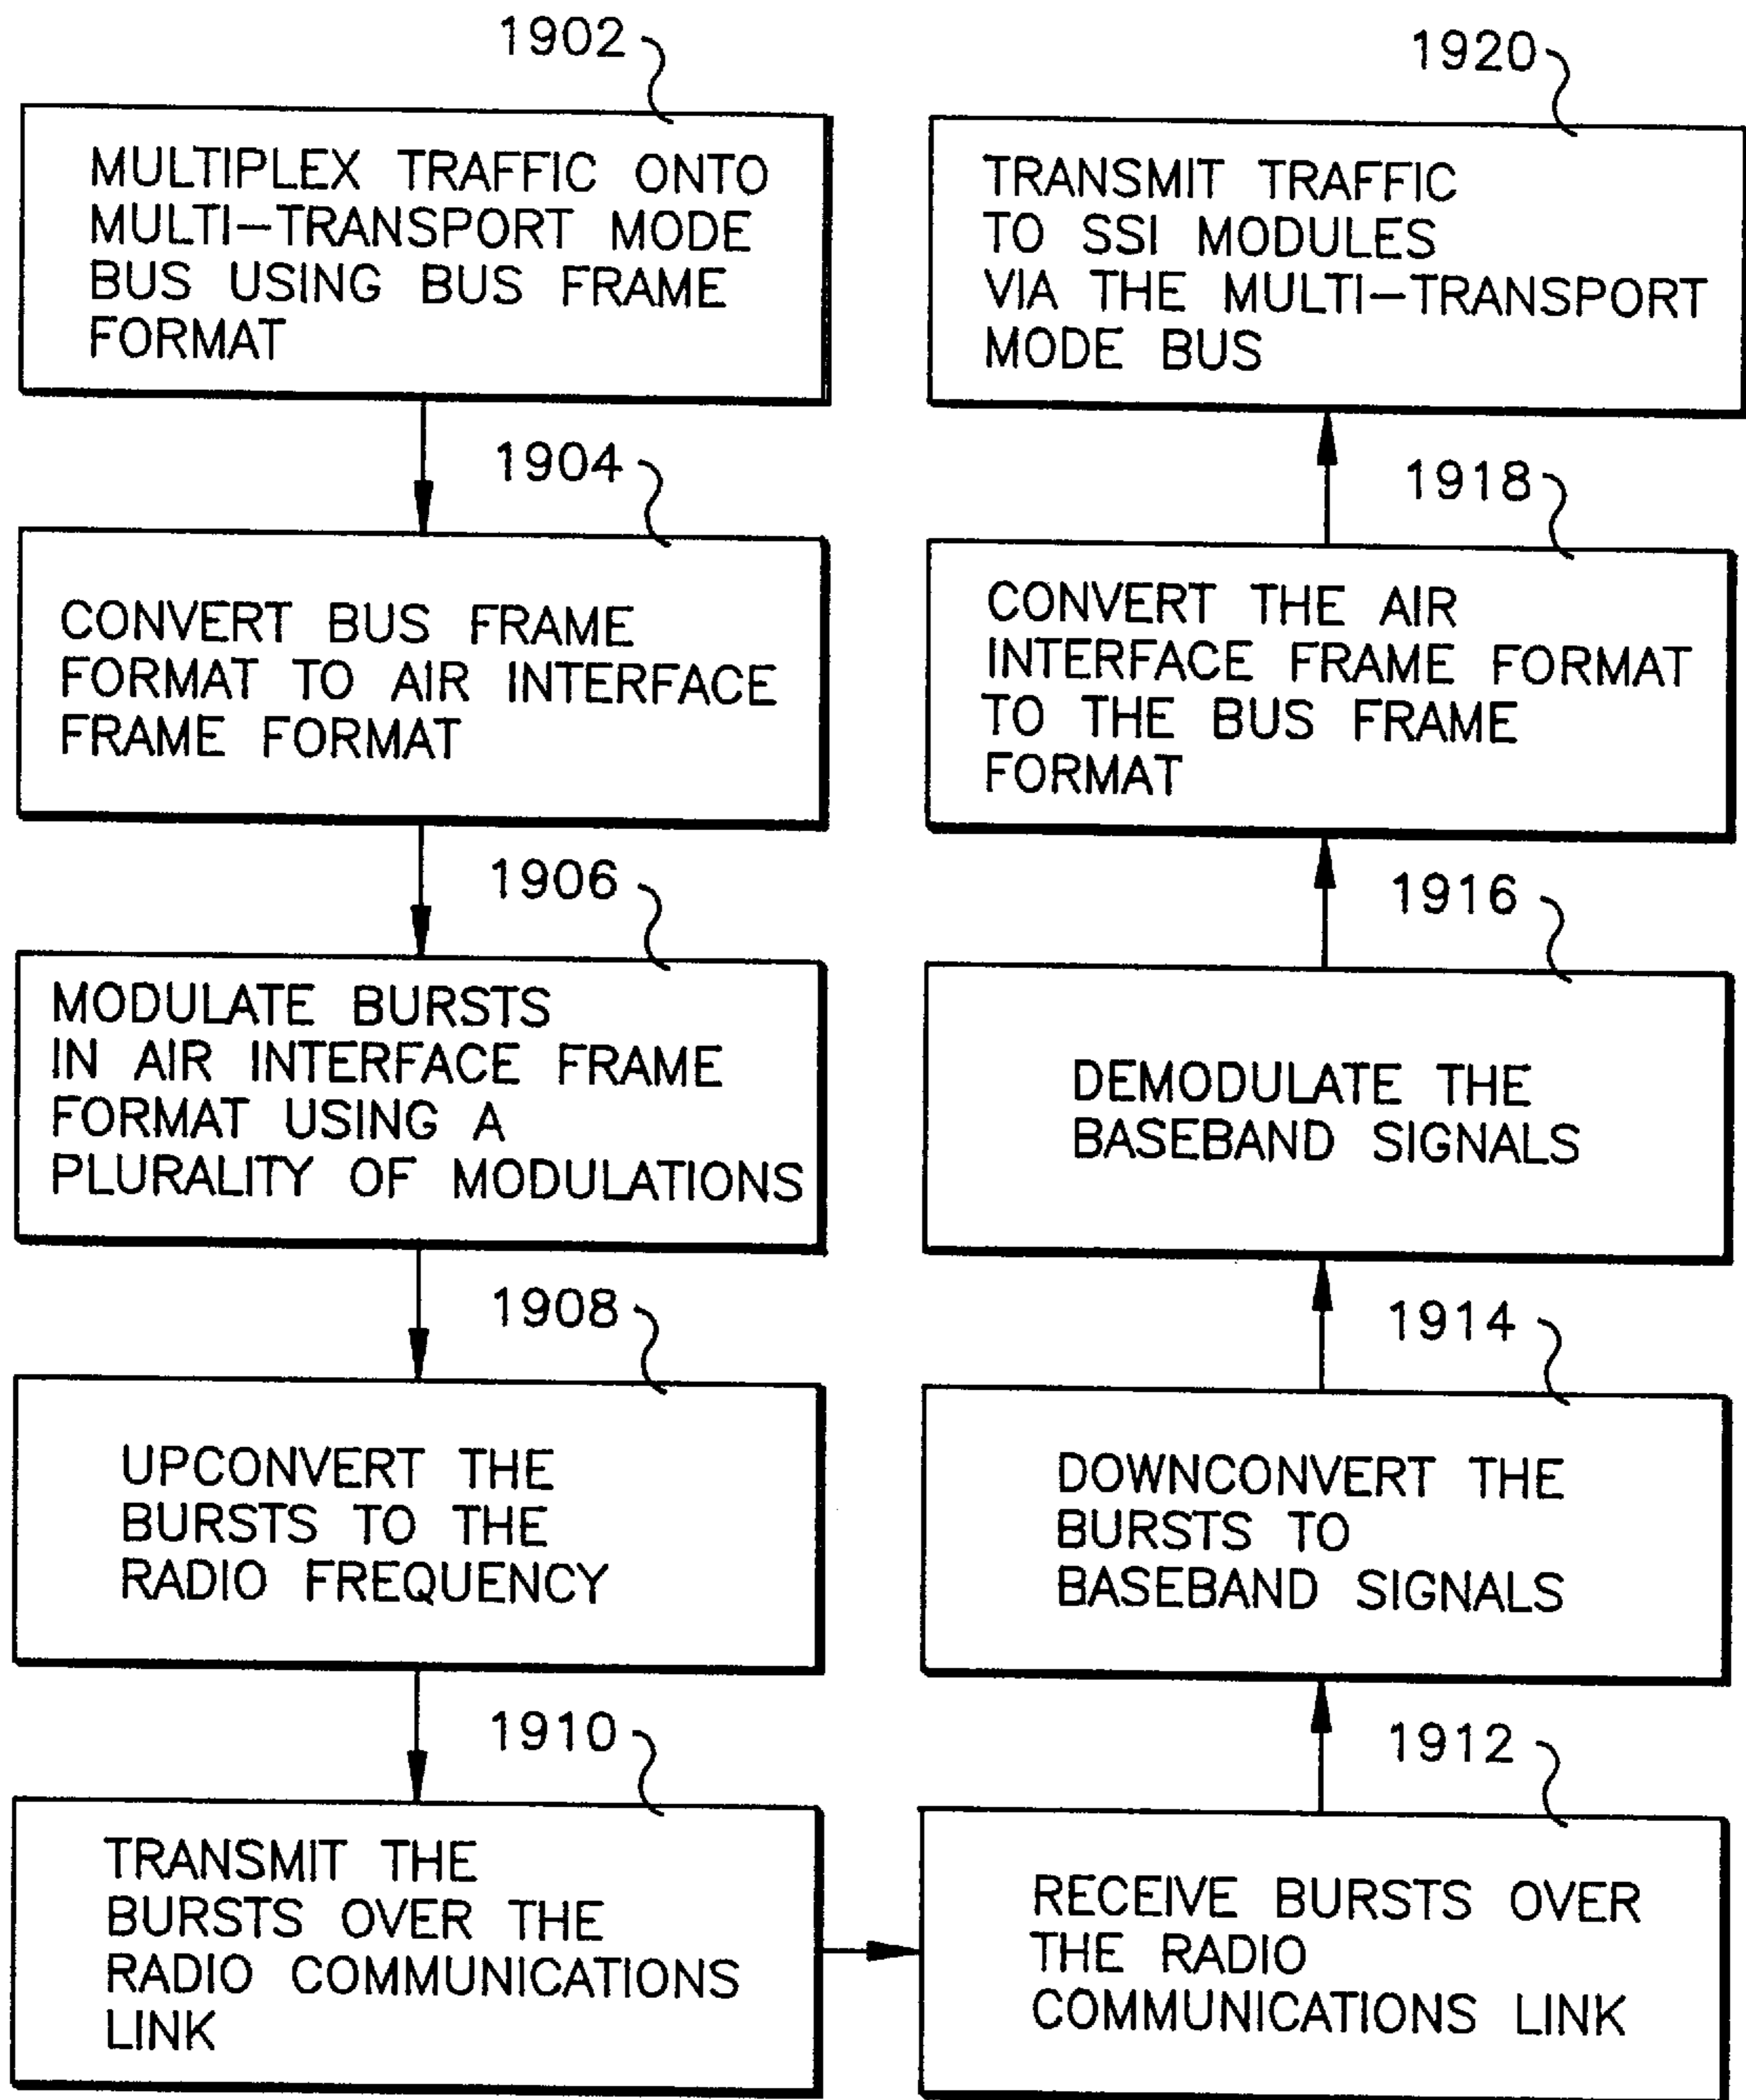 1902
MULTIPLEX TRAFFIC ONTO
MULTI-TRANSPORT MODE
BUS USING BUS FRAME
FORMAT
1904
CONVERT BUS FRAME
FORMAT TO AIR INTERFACE
FRAME FORMAT
1906
MODULATE BURSTS
IN AIR INTERFACE FRAME
FORMAT USING A
PLURALITY OF MODULATIONS
1908
UPCONVERT THE
BURSTS TO THE
RADIO FREQUENCY
1910
TRANSMIT THE
BURSTS OVER THE
RADIO COMMUNICATIONS
LINK
1912
RECEIVE BURSTS OVER
THE RADIO
COMMUNICATIONS LINK
1914
DOWNCONVERT THE
BURSTS TO
BASEBAND SIGNALS
1916
DEMODULATE THE
BASEBAND SIGNALS
1918
CONVERT THE AIR
INTERFACE FRAME FORMAT
TO THE BUS FRAME
FORMAT
1920
TRANSMIT TRAFFIC
TO SSI MODULES
VIA THE MULTI-TRANSPORT
MODE BUS